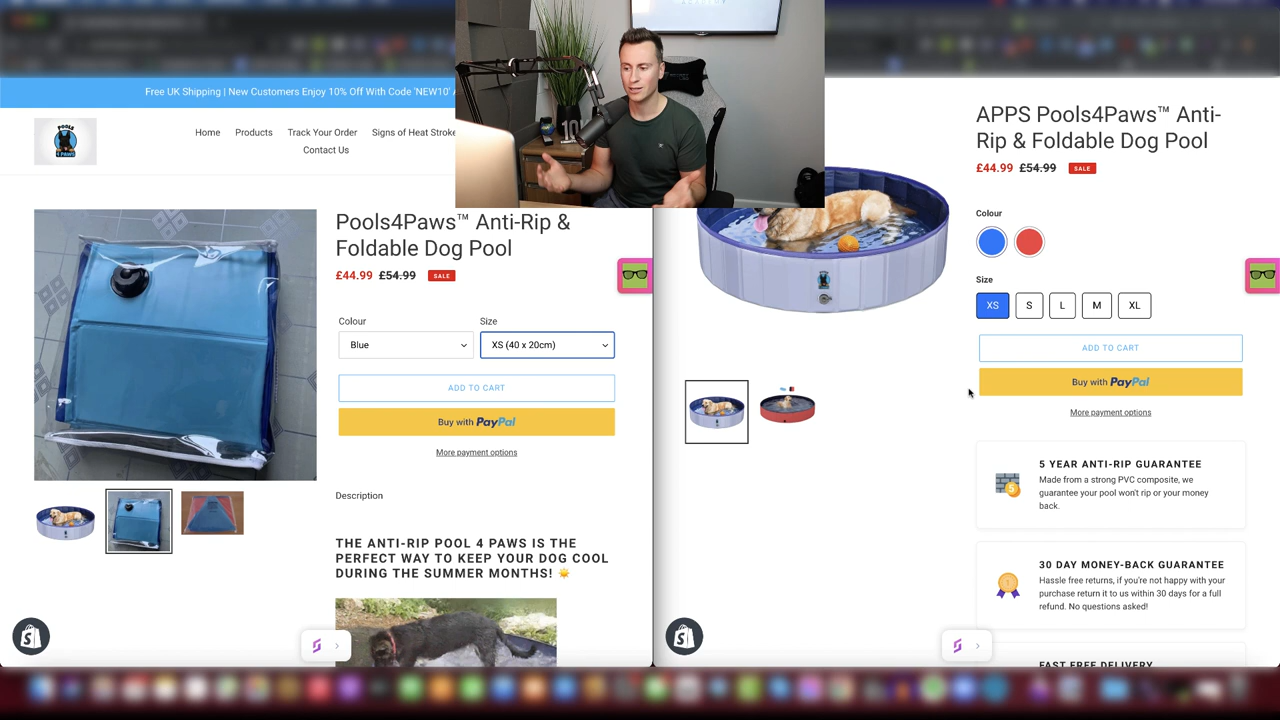 Free UK Shipping | New Customers Enjoy 10% Off With Code 'NEW10'
POOLS
4 PAWS
Home
Products
Track Your Order
Signs of Heat Stroke
Contact Us
10
Pools4Paws™ Anti-Rip &
Foldable Dog Pool
£44.99 £54.99 SALE
Colour
Size
Blue
XS (40 x 20cm)
ADD TO CART
Buy with PayPal
More payment options
Description
THE ANTI-RIP POOL 4 PAWS IS THE
PERFECT WAY TO KEEP YOUR DOG COOL
DURING THE SUMMER MONTHS!
APPS Pools4Paws™ Anti-
Rip & Foldable Dog Pool
£44.99 £54.99 SALE
Colour
Size
XS
S
L
M
XL
ADD TO CART
Buy with PayPal
More payment options
5 YEAR ANTI-RIP GUARANTEE
Made from a strong PVC composite, we
guarantee your pool won't rip or your money
back.
30 DAY MONEY-BACK GUARANTEE
Hassle free returns, if you're not happy with your
purchase return it to us within 30 days for a full
refund. No questions asked!
FAST FREE DELIVERY